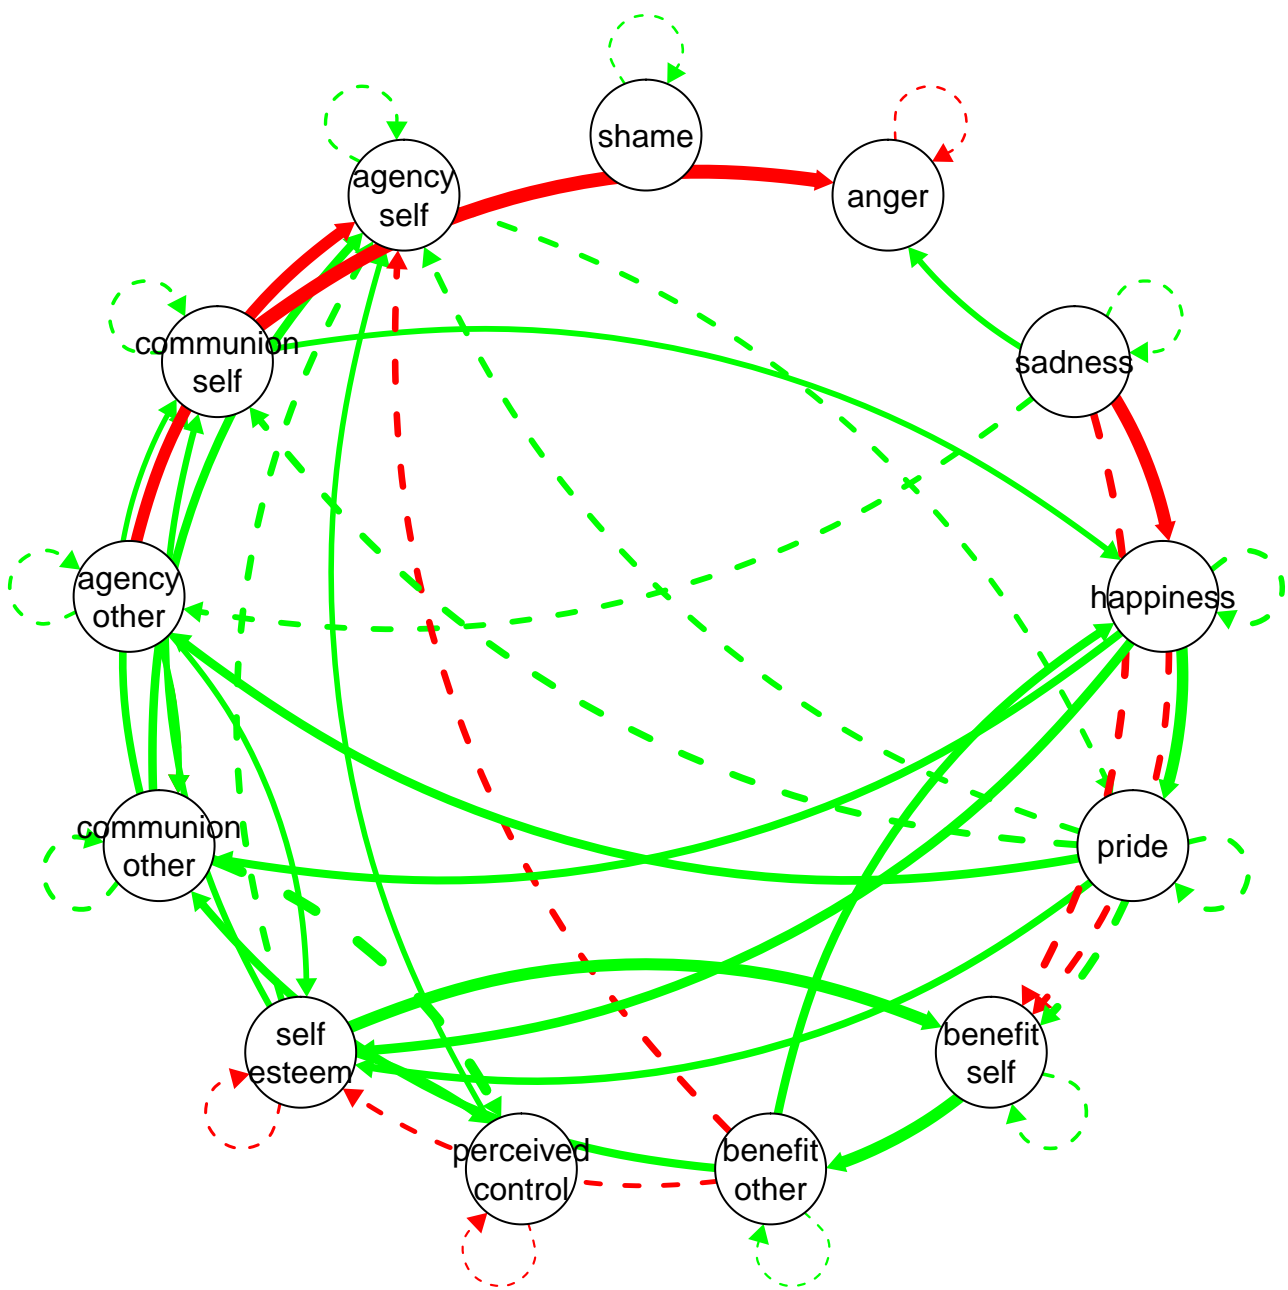 shame
agency
self
anger
communion
self
sadness
agency
other
happiness
communion
other
pride
self
esteem
benefit
self
perceived
control
benefit
other